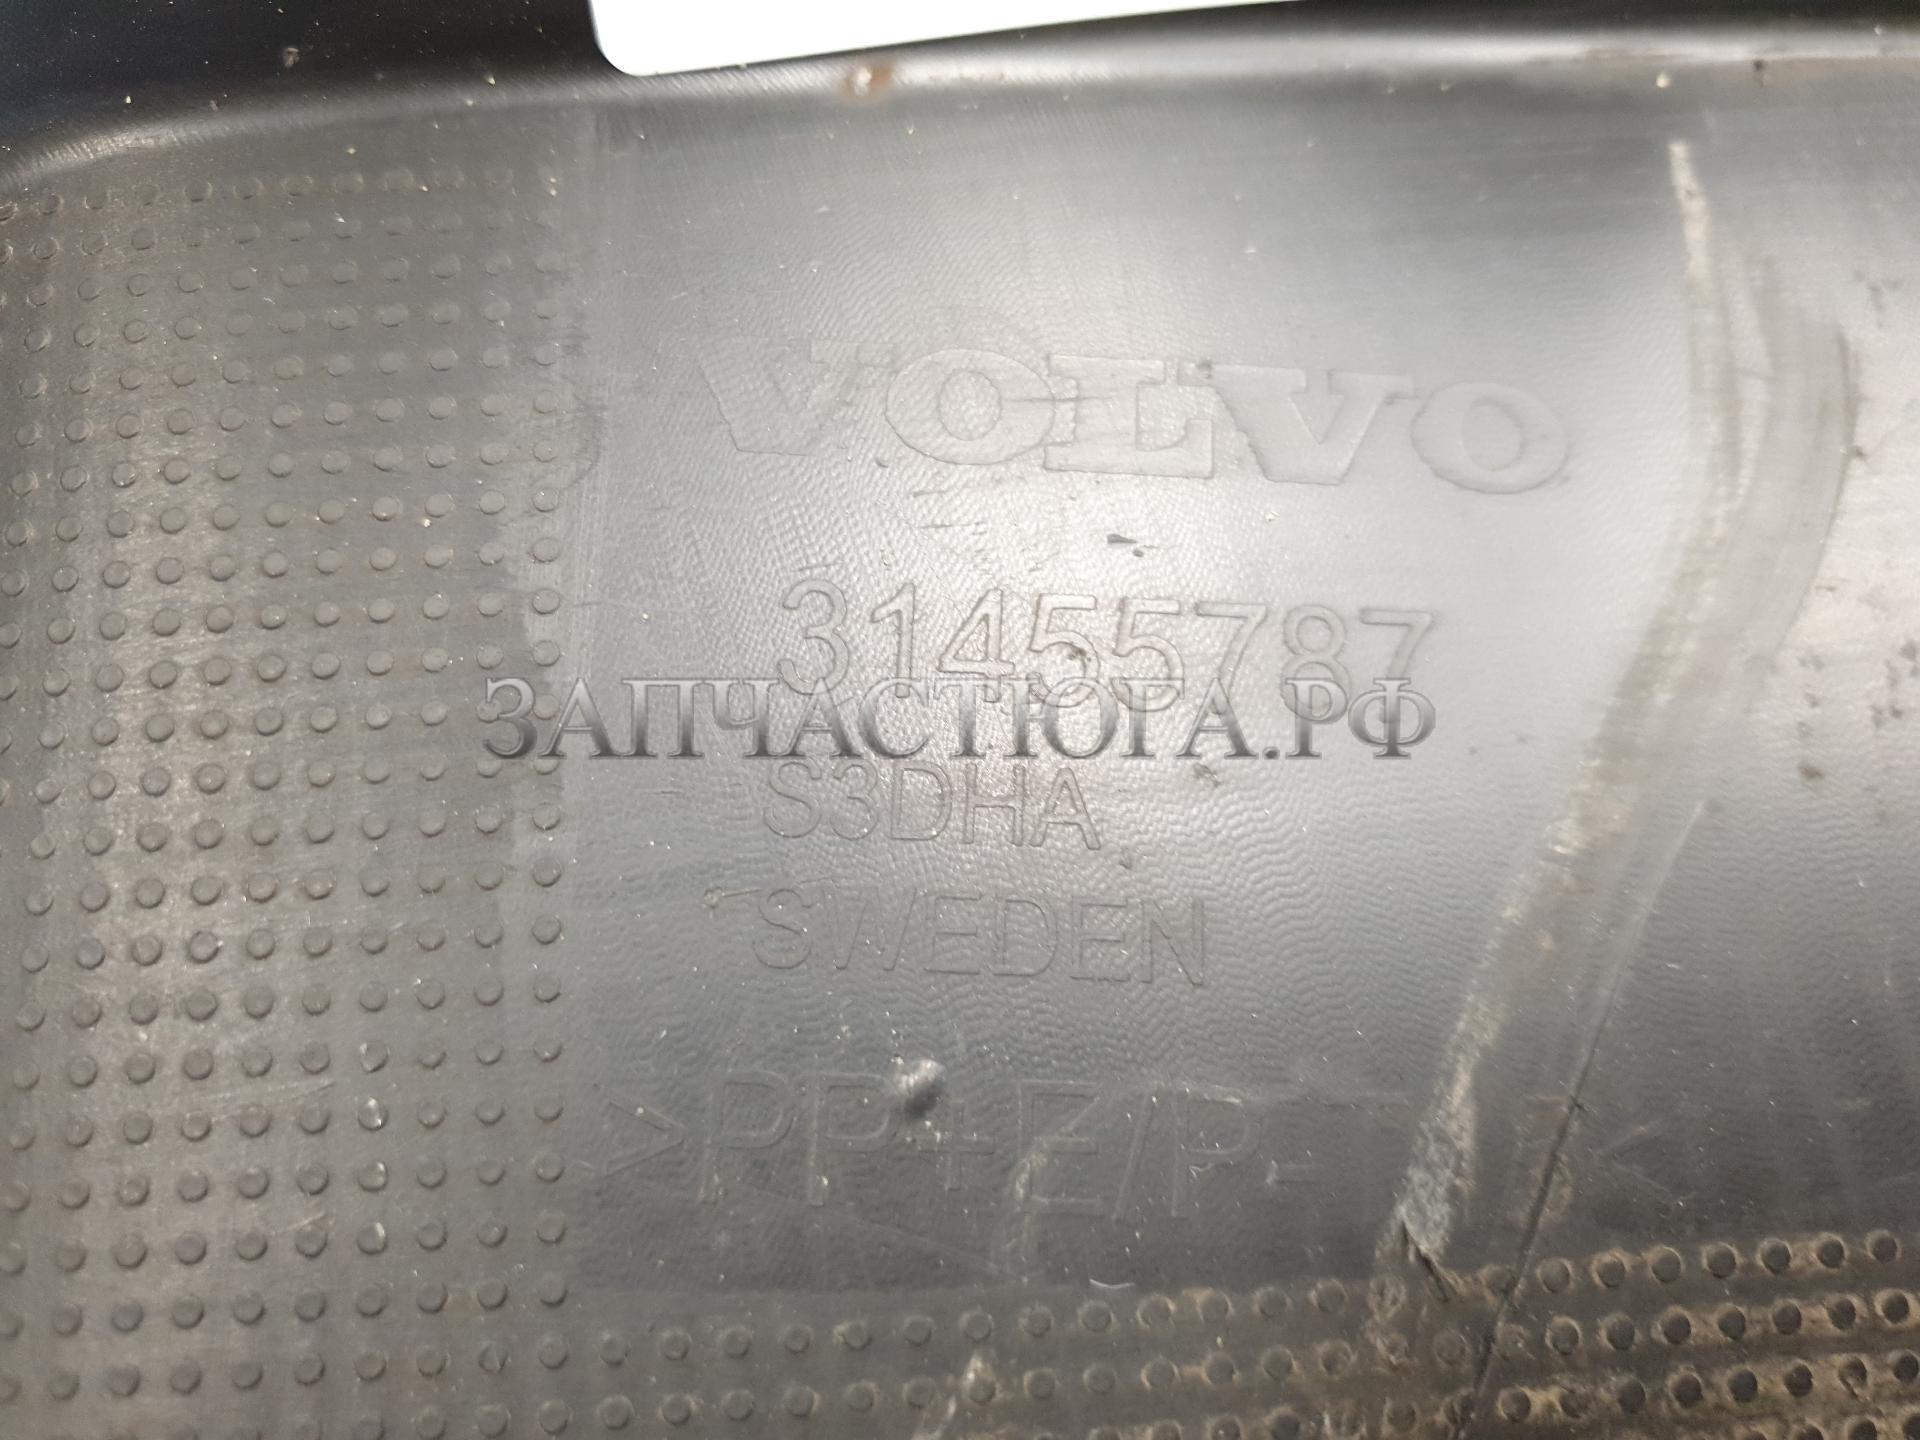 VOLVO
31455787
ЗАПЧАСТЮГА.РФ
S3DHA
SWEDEN
>PP+E/P-